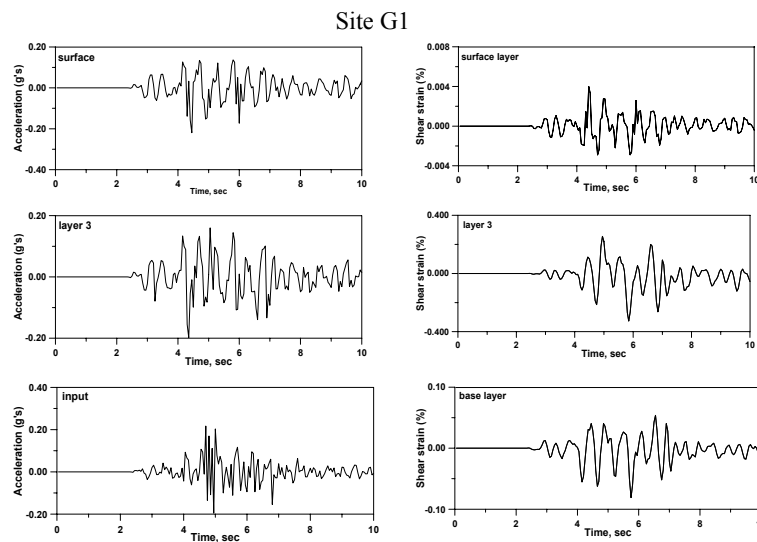 Site G1
0.20
surface
0.00
-0.20
-0.40
Acceleration (g's)
0 2 4 6 8 10
Time, sec
0.008
surface layer
0.004
0.000
-0.004
Shear strain (%)
0 2 4 6 8 10
Time, sec
0.20
layer 3
0.00
-0.20
Acceleration (g's)
0 2 4 6 8 10
Time, sec
0.400
layer 3
0.000
-0.400
Shear strain (%)
0 2 4 6 8 10
Time, sec
0.40
input
0.20
0.00
-0.20
Acceleration (g's)
0 2 4 6 8 10
Time, sec
0.10
base layer
0.00
-0.10
Shear strain (%)
0 2 4 6 8
Time, sec